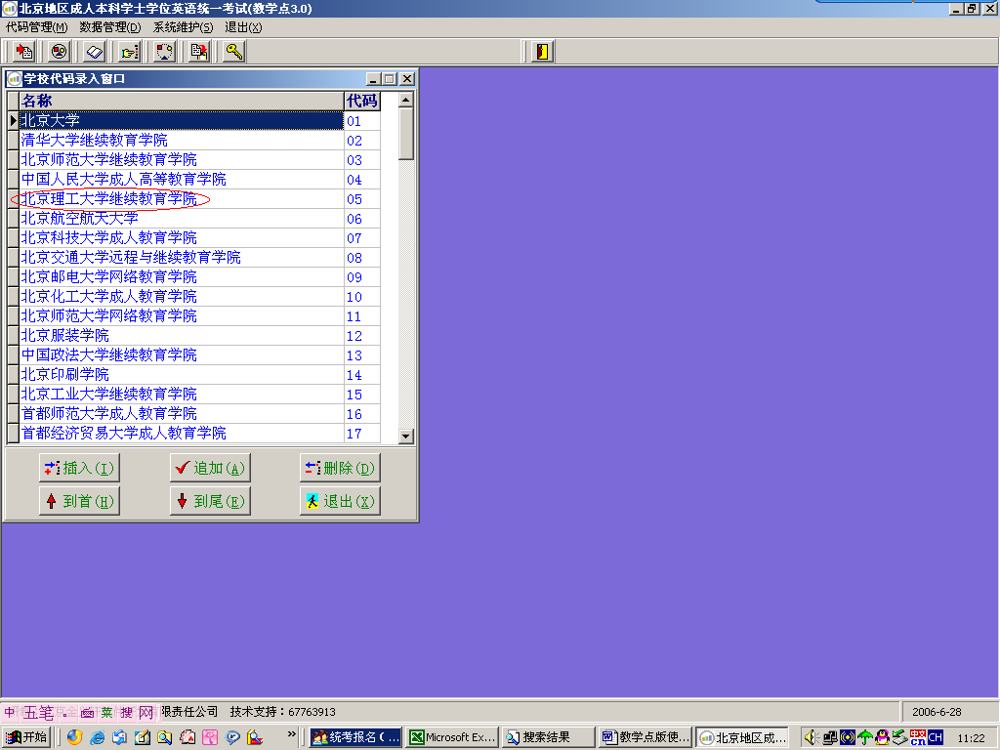 北京地区成人本科学士学位英语统一考试(教学点3.0)
代码管理(M) 数据管理(D) 系统维护(S) 退出(X)
学校代码录入窗口
名称 代码
北京大学 01
清华大学继续教育学院 02
北京师范大学继续教育学院 03
中国人民大学成人高等教育学院 04
北京理工大学继续教育学院 05
北京航空航天大学 06
北京科技大学成人教育学院 07
北京交通大学远程与继续教育学院 08
北京邮电大学网络教育学院 09
北京化工大学成人教育学院 10
北京师范大学网络教育学院 11
北京服装学院 12
中国政法大学继续教育学院 13
北京印刷学院 14
北京工业大学继续教育学院 15
首都师范大学成人教育学院 16
首都经济贸易大学成人教育学院 17
插入(I) 追加(A) 删除(D)
到首(H) 到尾(E) 退出(X)
中 五笔 。 菜 搜 网 限责任公司 技术支持：67763913 2006-6-28
开始 统考报名(... Microsoft Ex... 搜索结果 教学点版使... 北京地区成... CH 11:22